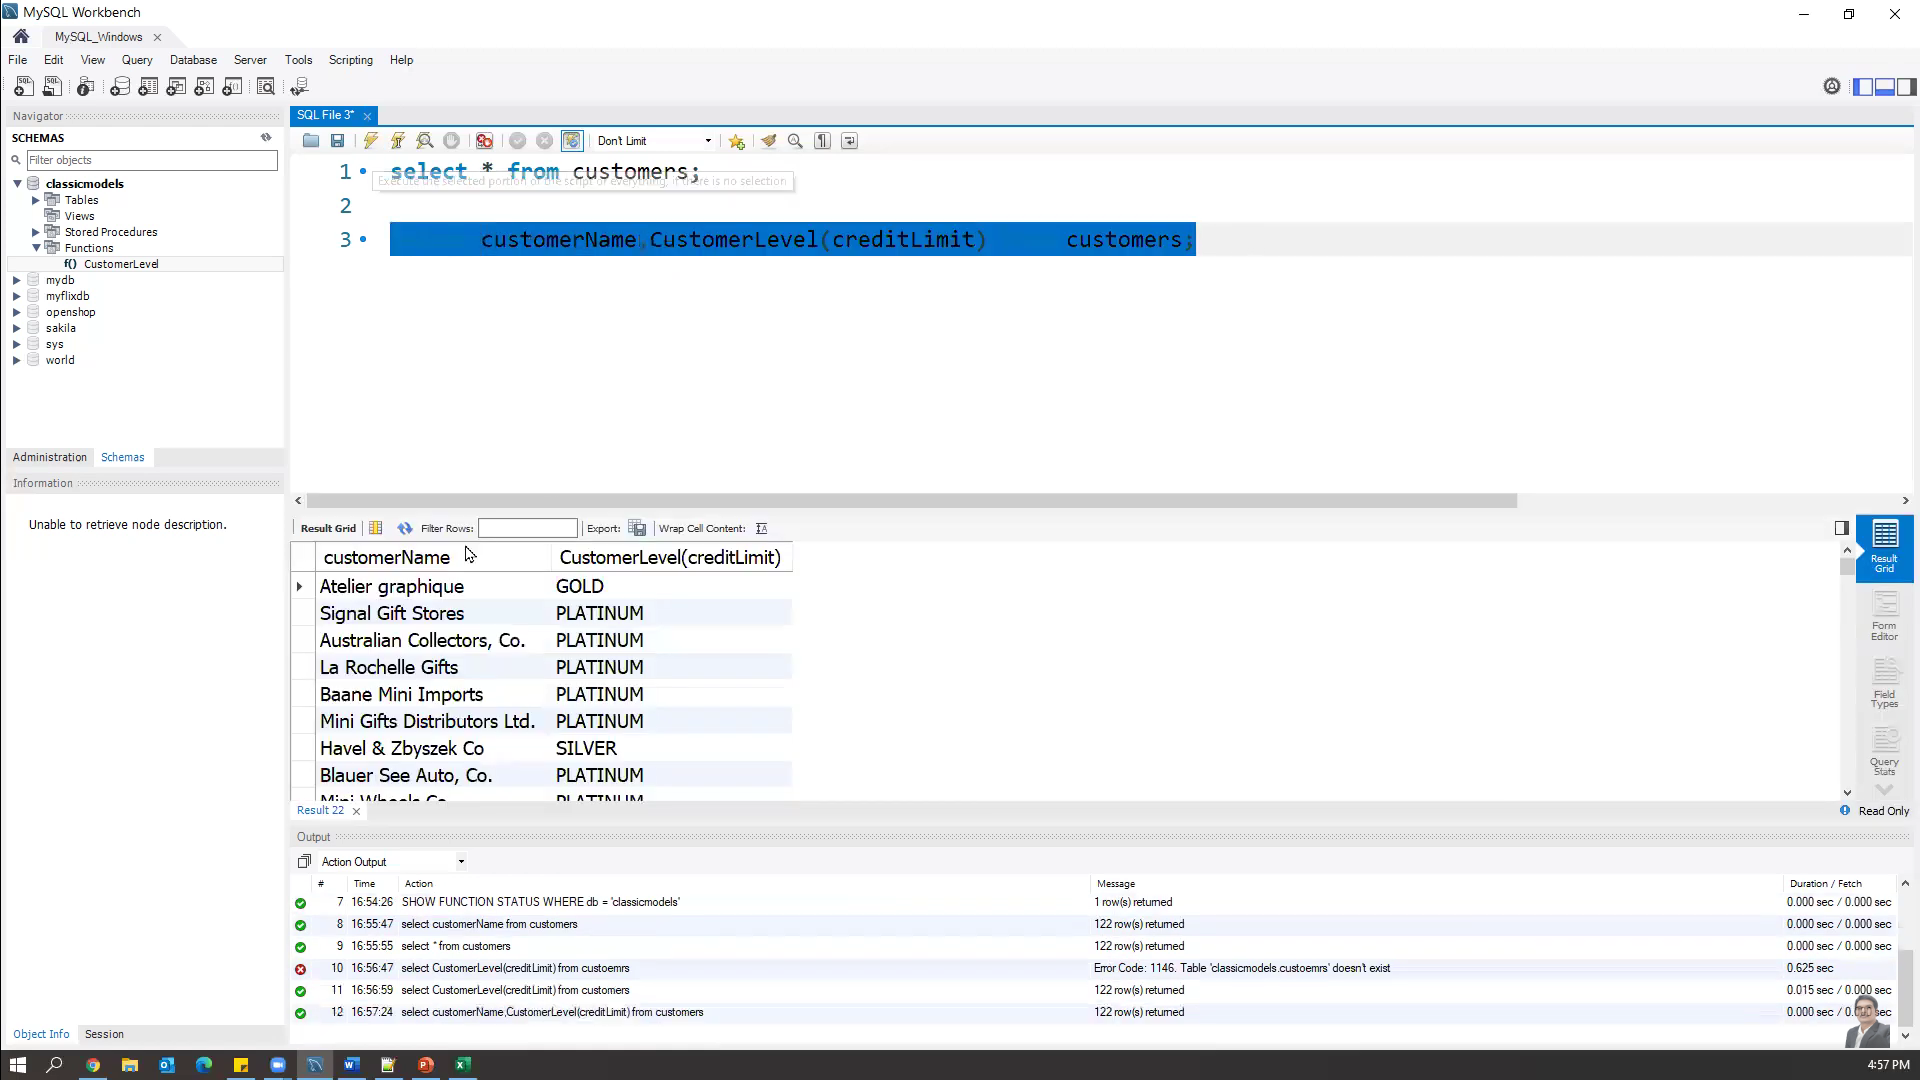 MySQL Workbench
MySQL_Windows
File Edit View Query Database Server Tools Scripting Help
Navigator
SCHEMAS
Filter objects
classicmodels
Tables
Views
Stored Procedures
Functions
f() CustomerLevel
mydb
myflixdb
openshop
sakila
sys
world
Administration Schemas
Information
Unable to retrieve node description.
Object Info Session
SQL File 3*
Don't Limit
1 select * from customers;
Execute the selected portion of the script or everything, if there is no selection
2
3 customerName,CustomerLevel(creditLimit) customers;
Result Grid Filter Rows: Export: Wrap Cell Content:
customerName CustomerLevel(creditLimit)
Atelier graphique GOLD
Signal Gift Stores PLATINUM
Australian Collectors, Co. PLATINUM
La Rochelle Gifts PLATINUM
Baane Mini Imports PLATINUM
Mini Gifts Distributors Ltd. PLATINUM
Havel & Zbyszek Co SILVER
Blauer See Auto, Co. PLATINUM
Mini Wheels Co. PLATINUM
Result Grid
Form Editor
Field Types
Query Stats
Result 22
Read Only
Output
Action Output
# Time Action Message Duration / Fetch
7 16:54:26 SHOW FUNCTION STATUS WHERE db = 'classicmodels' 1 row(s) returned 0.000 sec / 0.000 sec
8 16:55:47 select customerName from customers 122 row(s) returned 0.000 sec / 0.000 sec
9 16:55:55 select * from customers 122 row(s) returned 0.000 sec / 0.000 sec
10 16:56:47 select CustomerLevel(creditLimit) from custoemrs Error Code: 1146. Table 'classicmodels.custoemrs' doesn't exist 0.625 sec
11 16:56:59 select CustomerLevel(creditLimit) from customers 122 row(s) returned 0.015 sec / 0.000 sec
12 16:57:24 select customerName,CustomerLevel(creditLimit) from customers 122 row(s) returned 0.000 sec / 0.000 sec
4:57 PM